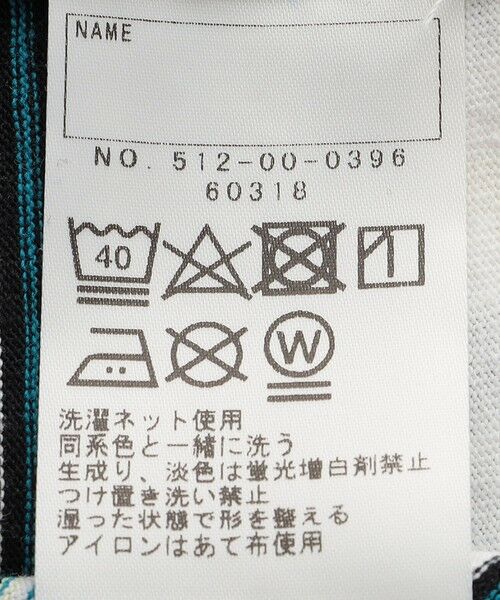 NAME
NO. 512-00-0396
60318
40
W
洗濯ネット使用
同系色と一緒に洗う
生成り、淡色は蛍光増白剤禁止
つけ置き洗い禁止
湿った状態で形を整える
アイロンはあて布使用